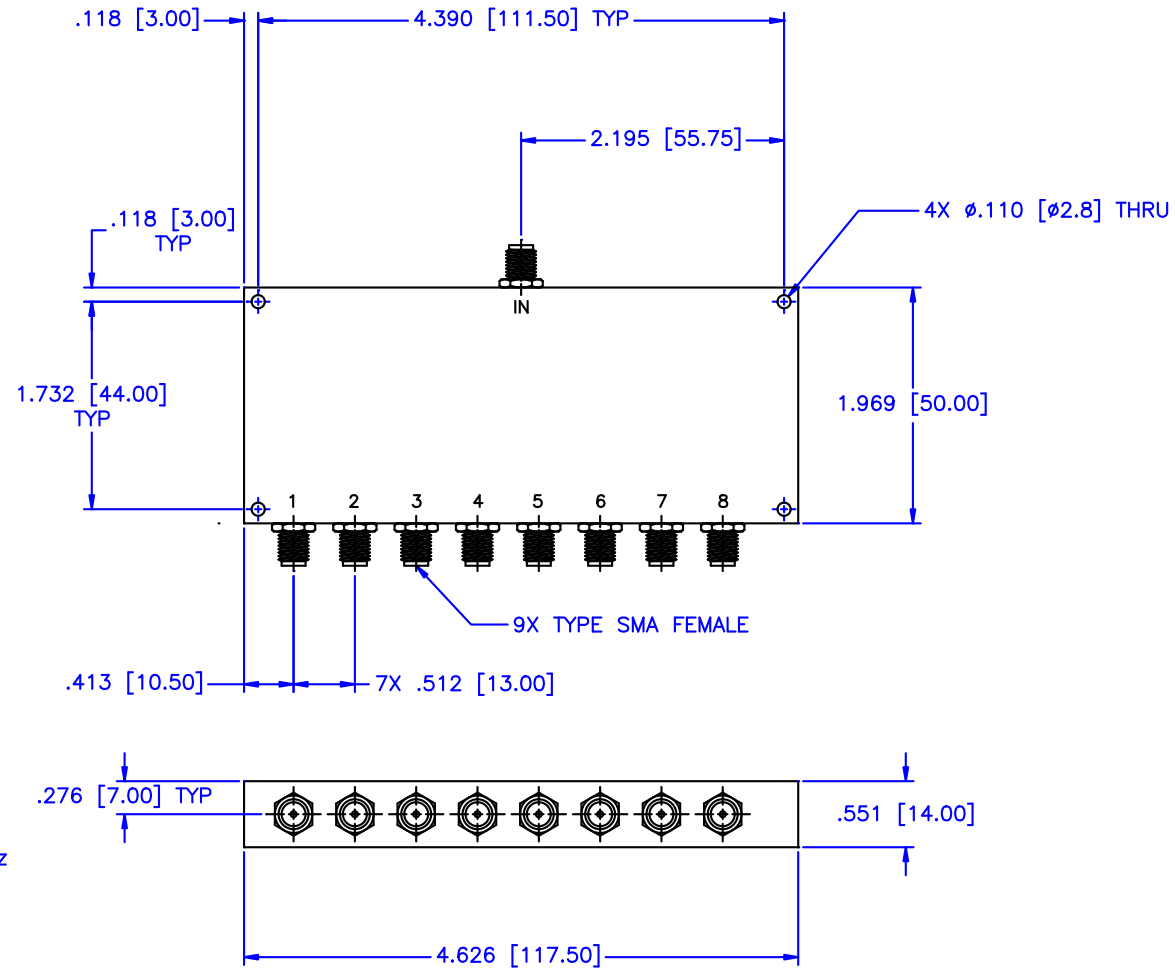 .118 [3.00]
4.390 [111.50] TYP
2.195 [55.75]
4X ø.110 [ø2.8] THRU
.118 [3.00]
TYP
IN
1.732 [44.00]
TYP
1.969 [50.00]
1 2 3 4 5 6 7 8
9X TYPE SMA FEMALE
.413 [10.50]
7X .512 [13.00]
.276 [7.00] TYP
.551 [14.00]
z
4.626 [117.50]